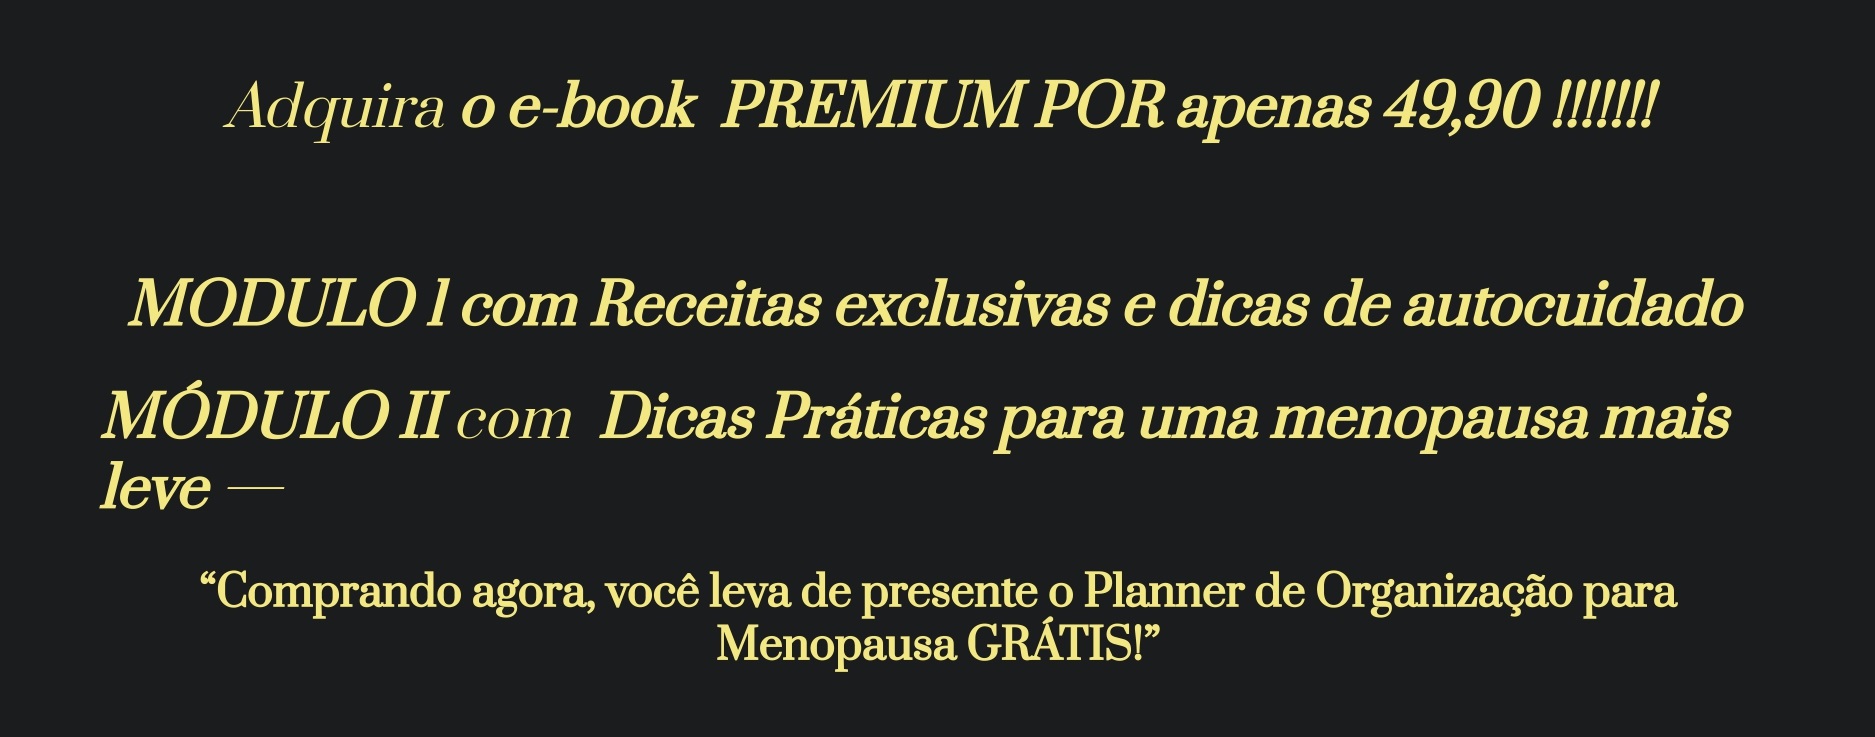 Adquira o e-book PREMIUM POR apenas 49,90 !!!!!!!
MODULO l com Receitas exclusivas e dicas de autocuidado
MÓDULO II com Dicas Práticas para uma menopausa mais
leve —
“Comprando agora, você leva de presente o Planner de Organização para
Menopausa GRÁTIS!”